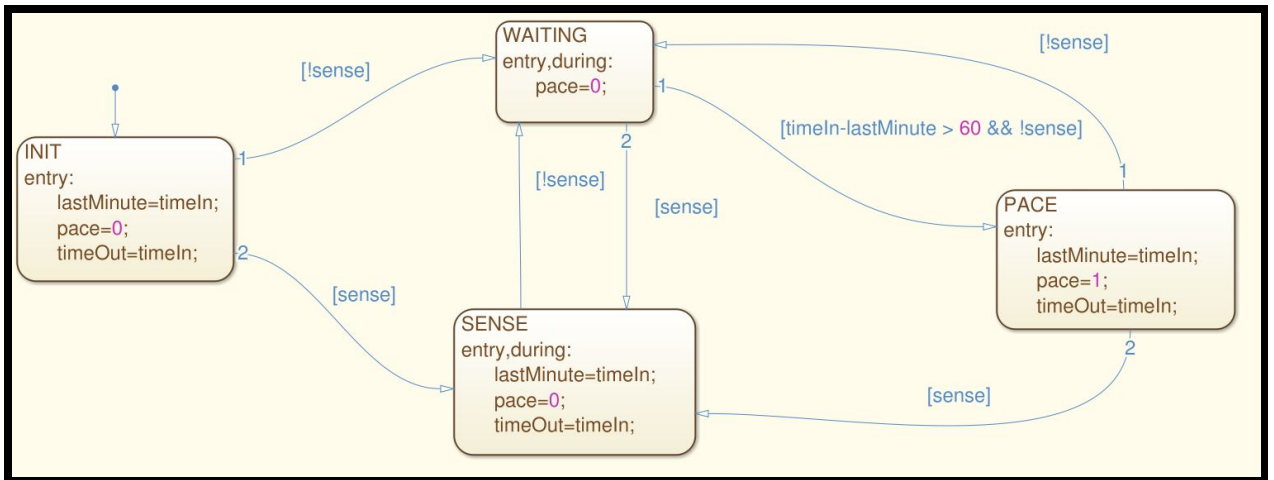 WAITING
entry,during:
pace=0;
[!sense]
[!sense]
1
[timeIn-lastMinute > 60 && !sense]
2
INIT
entry:
lastMinute=timeIn;
pace=0;
timeOut=timeIn;
1
2
[!sense]
[sense]
1
PACE
entry:
lastMinute=timeIn;
pace=1;
timeOut=timeIn;
2
[sense]
SENSE
entry,during:
lastMinute=timeIn;
pace=0;
timeOut=timeIn;
[sense]